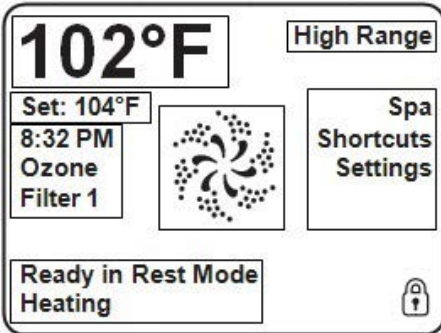 102°F
High Range
Set: 104°F
8:32 PM
Ozone
Filter 1
Spa
Shortcuts
Settings
Ready in Rest Mode
Heating